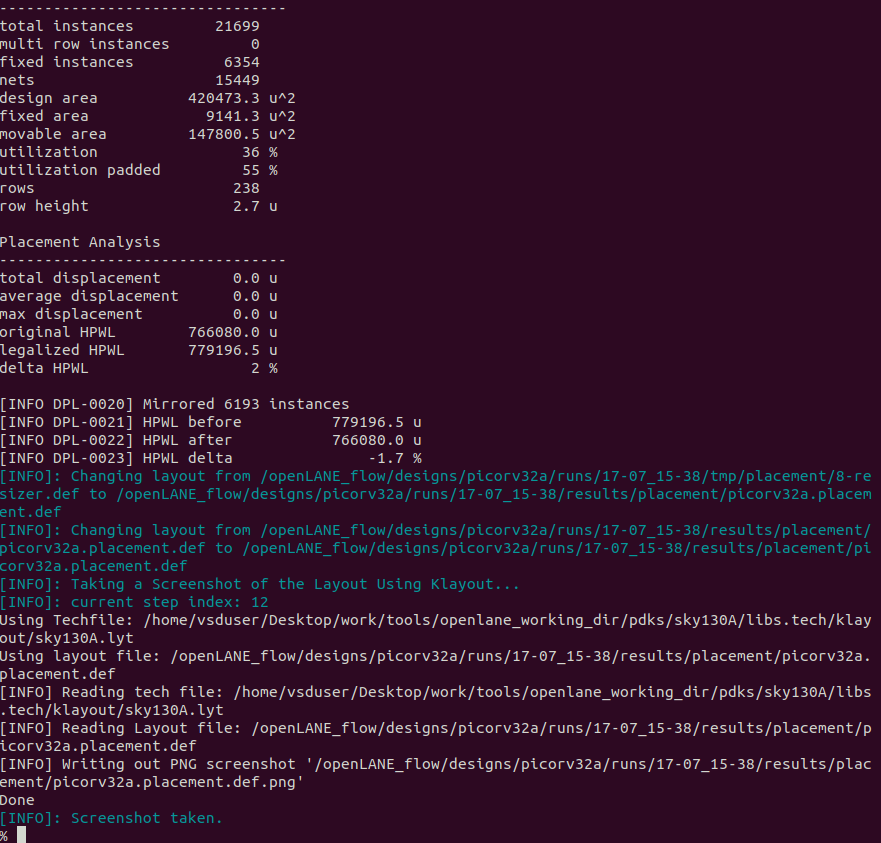 --------------------------------
total instances         21699
multi row instances         0
fixed instances          6354
nets                    15449
design area          420473.3 u^2
fixed area             9141.3 u^2
movable area         147800.5 u^2
utilization                36 %
utilization padded         55 %
rows                      238
row height                2.7 u

Placement Analysis
--------------------------------
total displacement        0.0 u
average displacement      0.0 u
max displacement          0.0 u
original HPWL        766080.0 u
legalized HPWL       779196.5 u
delta HPWL                  2 %

[INFO DPL-0020] Mirrored 6193 instances
[INFO DPL-0021] HPWL before          779196.5 u
[INFO DPL-0022] HPWL after           766080.0 u
[INFO DPL-0023] HPWL delta               -1.7 %
[INFO]: Changing layout from /openLANE_flow/designs/picorv32a/runs/17-07_15-38/tmp/placement/8-re
sizer.def to /openLANE_flow/designs/picorv32a/runs/17-07_15-38/results/placement/picorv32a.placem
ent.def
[INFO]: Changing layout from /openLANE_flow/designs/picorv32a/runs/17-07_15-38/results/placement/
picorv32a.placement.def to /openLANE_flow/designs/picorv32a/runs/17-07_15-38/results/placement/pi
corv32a.placement.def
[INFO]: Taking a Screenshot of the Layout Using Klayout...
[INFO]: current step index: 12
Using Techfile: /home/vsduser/Desktop/work/tools/openlane_working_dir/pdks/sky130A/libs.tech/klay
out/sky130A.lyt
Using layout file: /openLANE_flow/designs/picorv32a/runs/17-07_15-38/results/placement/picorv32a.
placement.def
[INFO] Reading tech file: /home/vsduser/Desktop/work/tools/openlane_working_dir/pdks/sky130A/libs
.tech/klayout/sky130A.lyt
[INFO] Reading Layout file: /openLANE_flow/designs/picorv32a/runs/17-07_15-38/results/placement/p
icorv32a.placement.def
[INFO] Writing out PNG screenshot '/openLANE_flow/designs/picorv32a/runs/17-07_15-38/results/plac
ement/picorv32a.placement.def.png'
Done
[INFO]: Screenshot taken.
%